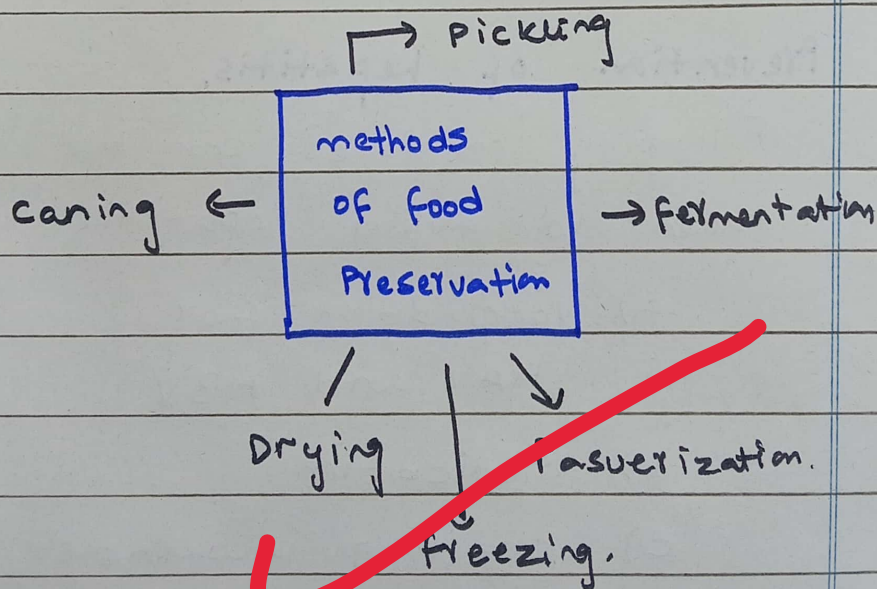 Pickling
methods
of food
Preservation
Caning
fermentation
Drying
Pasuerization.
freezing.